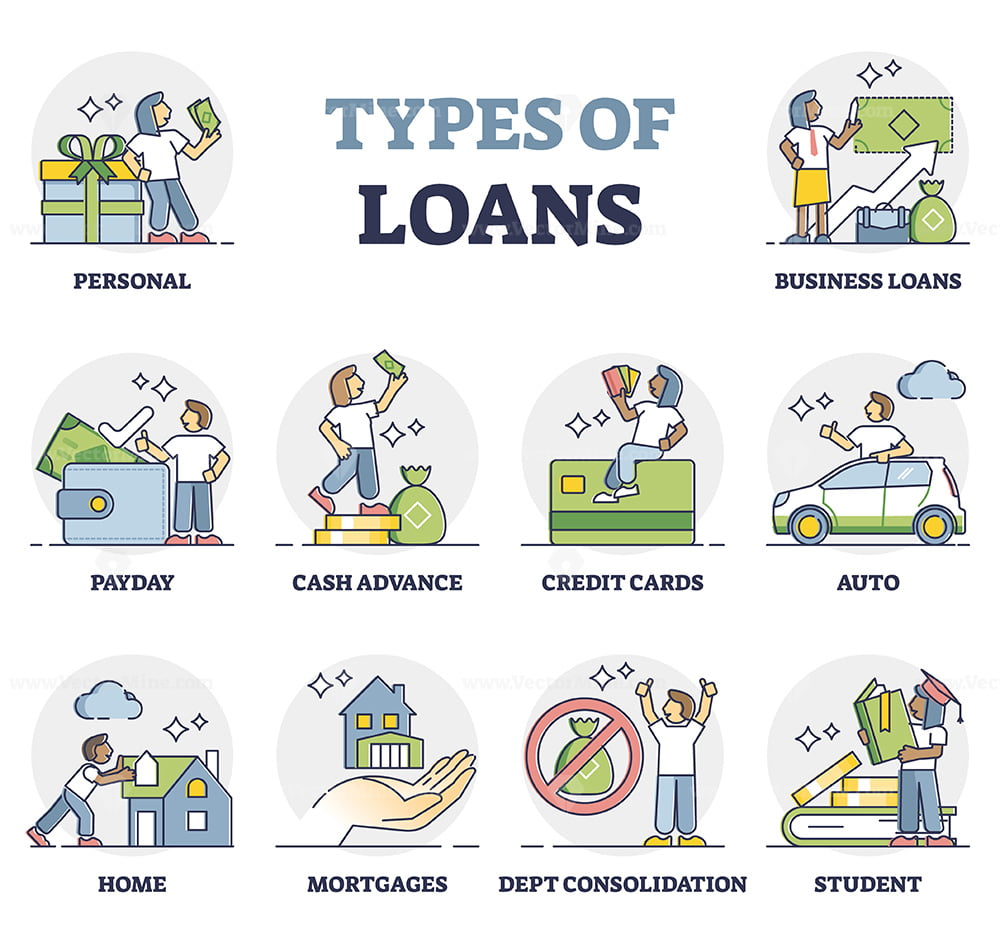 TYPES OF
LOANS
PERSONAL
BUSINESS LOANS
PAYDAY
CASH ADVANCE
CREDIT CARDS
AUTO
HOME
MORTGAGES
DEPT CONSOLIDATION
STUDENT
www.VectorMine.com